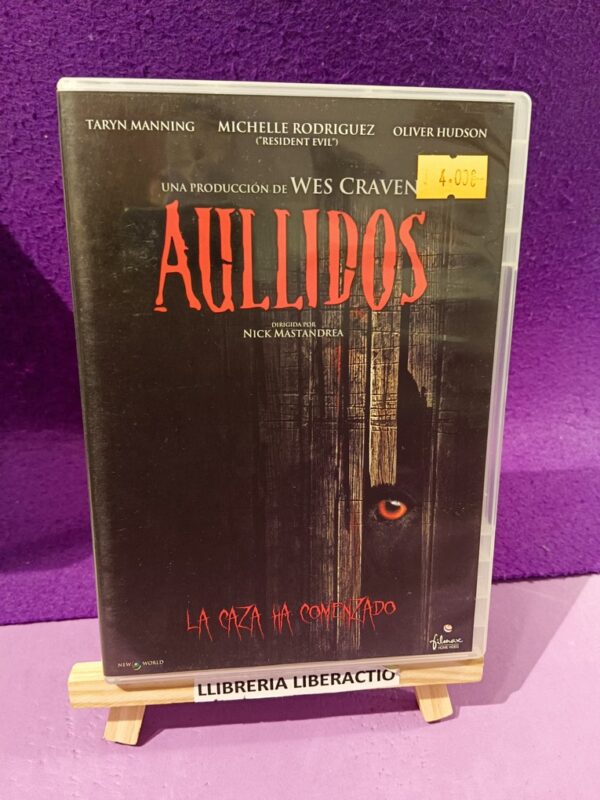 TARYN MANNING MICHELLE RODRIGUEZ OLIVER HUDSON
("RESIDENT EVIL")
4.00€
UNA PRODUCCIÓN DE WES CRAVEN
AULLIDOS
DIRIGIDA POR
NICK MASTANDREA
LA CAZA HA COMENZADO
NEW WORLD
filmax
HOME VIDEO
LLIBRERIA LIBERACTIO